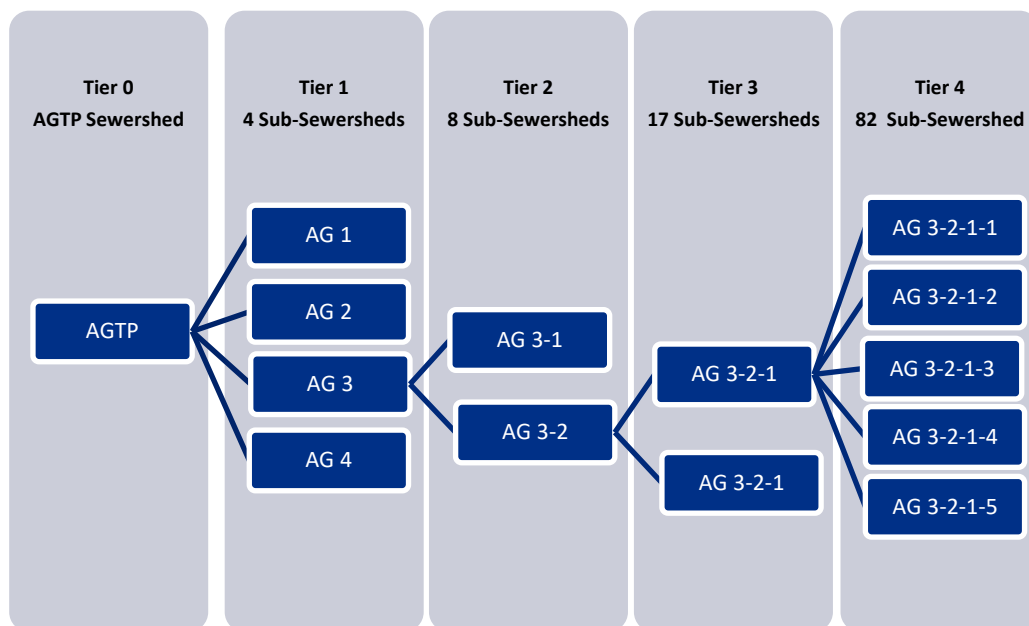 Tier 0
AGTP Sewershed
Tier 1
4 Sub-Sewersheds
Tier 2
8 Sub-Sewersheds
Tier 3
17 Sub-Sewersheds
Tier 4
82 Sub-Sewershed
AGTP
AG 1
AG 2
AG 3
AG 4
AG 3-1
AG 3-2
AG 3-2-1
AG 3-2-1
AG 3-2-1-1
AG 3-2-1-2
AG 3-2-1-3
AG 3-2-1-4
AG 3-2-1-5